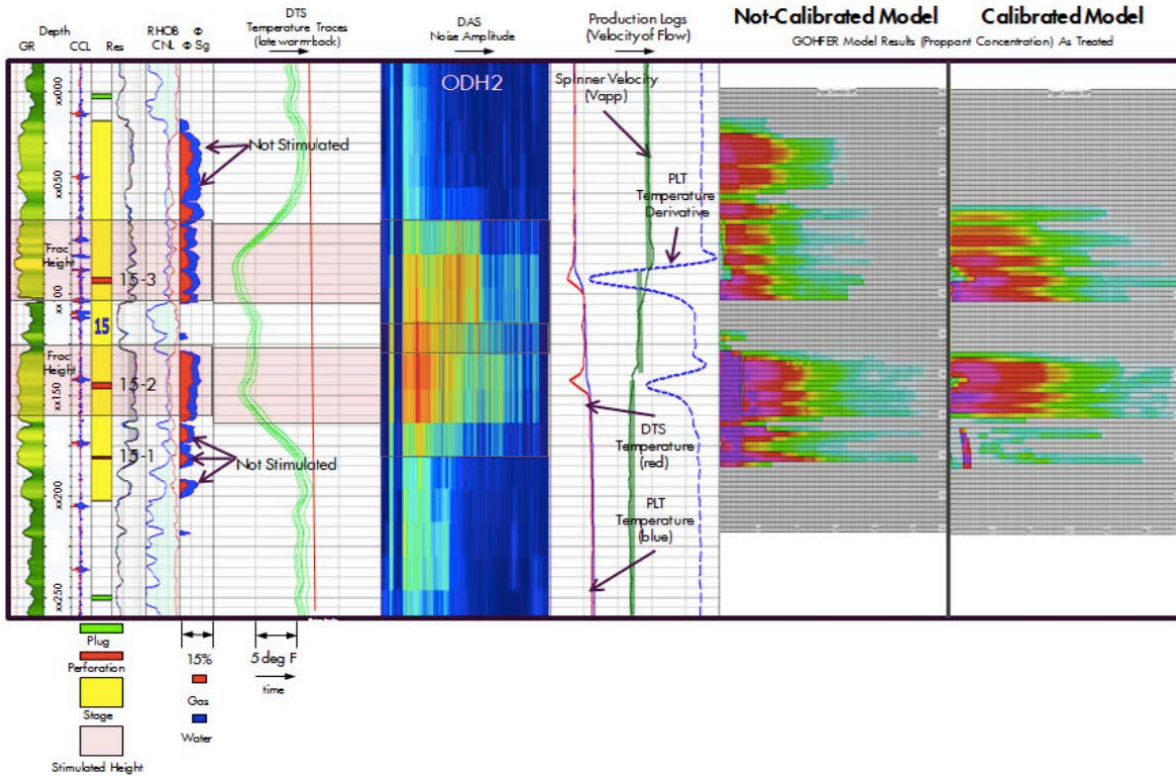 Not-Calibrated Model
Calibrated Model
GOHFER Model Results (Proppant Concentration) As Treated
Depth
GR
CCL
Res
RHOB
CNL
Φ
Φ Sg
DTS
Temperature Traces
(late warmback)
DAS
Noise Amplitude
Production Logs
(Velocity of Flow)
ODH2
xx000
xx050
xx150
xx200
xx250
Not Stimulated
Frac
Height
15-3
15
Frac
Height
15-2
15-1
Not Stimulated
Spinner Velocity
(Vapp)
PLT
Temperature
Derivative
DTS
Temperature
(red)
PLT
Temperature
(blue)
Plug
Perforation
Stage
Stimulated Height
15%
Gas
Water
5 deg F
time